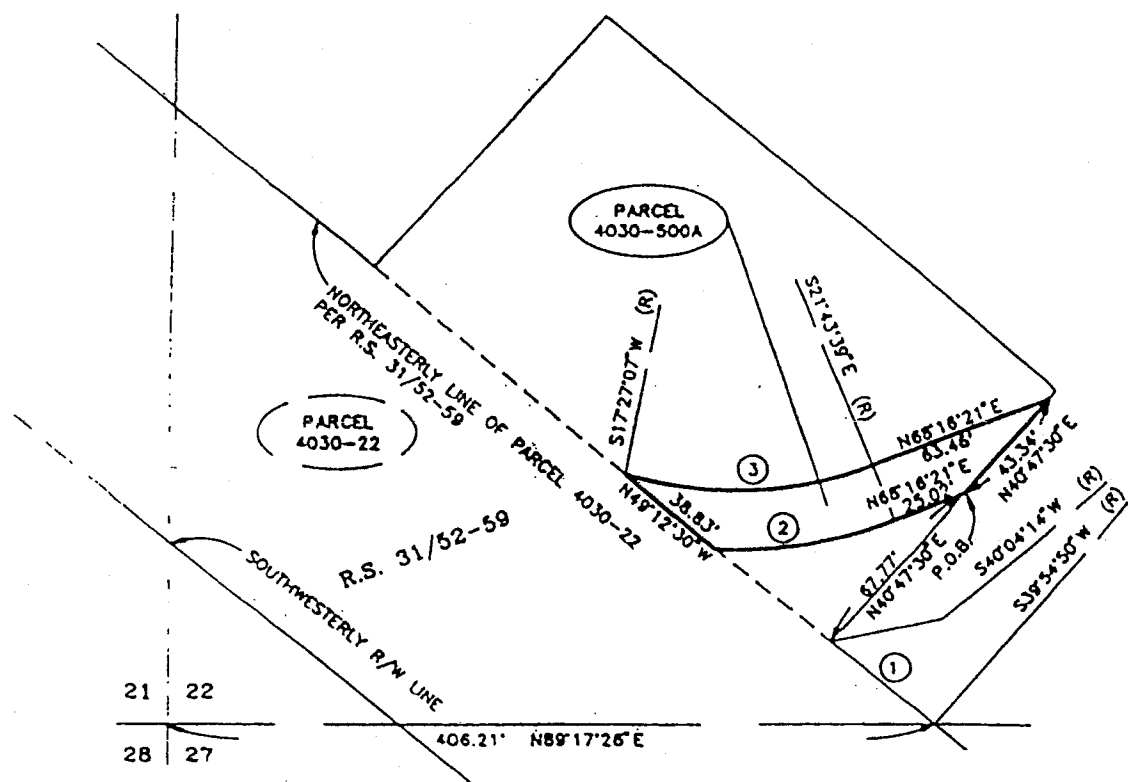 PARCEL
4030-500A
S17°27'07"W (R)
S21°43'39"E (R)
NORTHEASTERLY LINE OF PARCEL 4030-22
PER R.S. 31/52-59
PARCEL
4030-22
3
N68°16'21"E
63.46'
N68°16'21"E
25.03'
43.34'
N40°47'30"E
38.83'
N49°12'30"W
2
67.77'
N40°47'30"E
P.O.B.
S40°04'14"W (R)
S39°54'50"W (R)
R.S. 31/52-59
SOUTHWESTERLY R/W LINE
1
21 22
28 27
406.21' N89°17'26"E